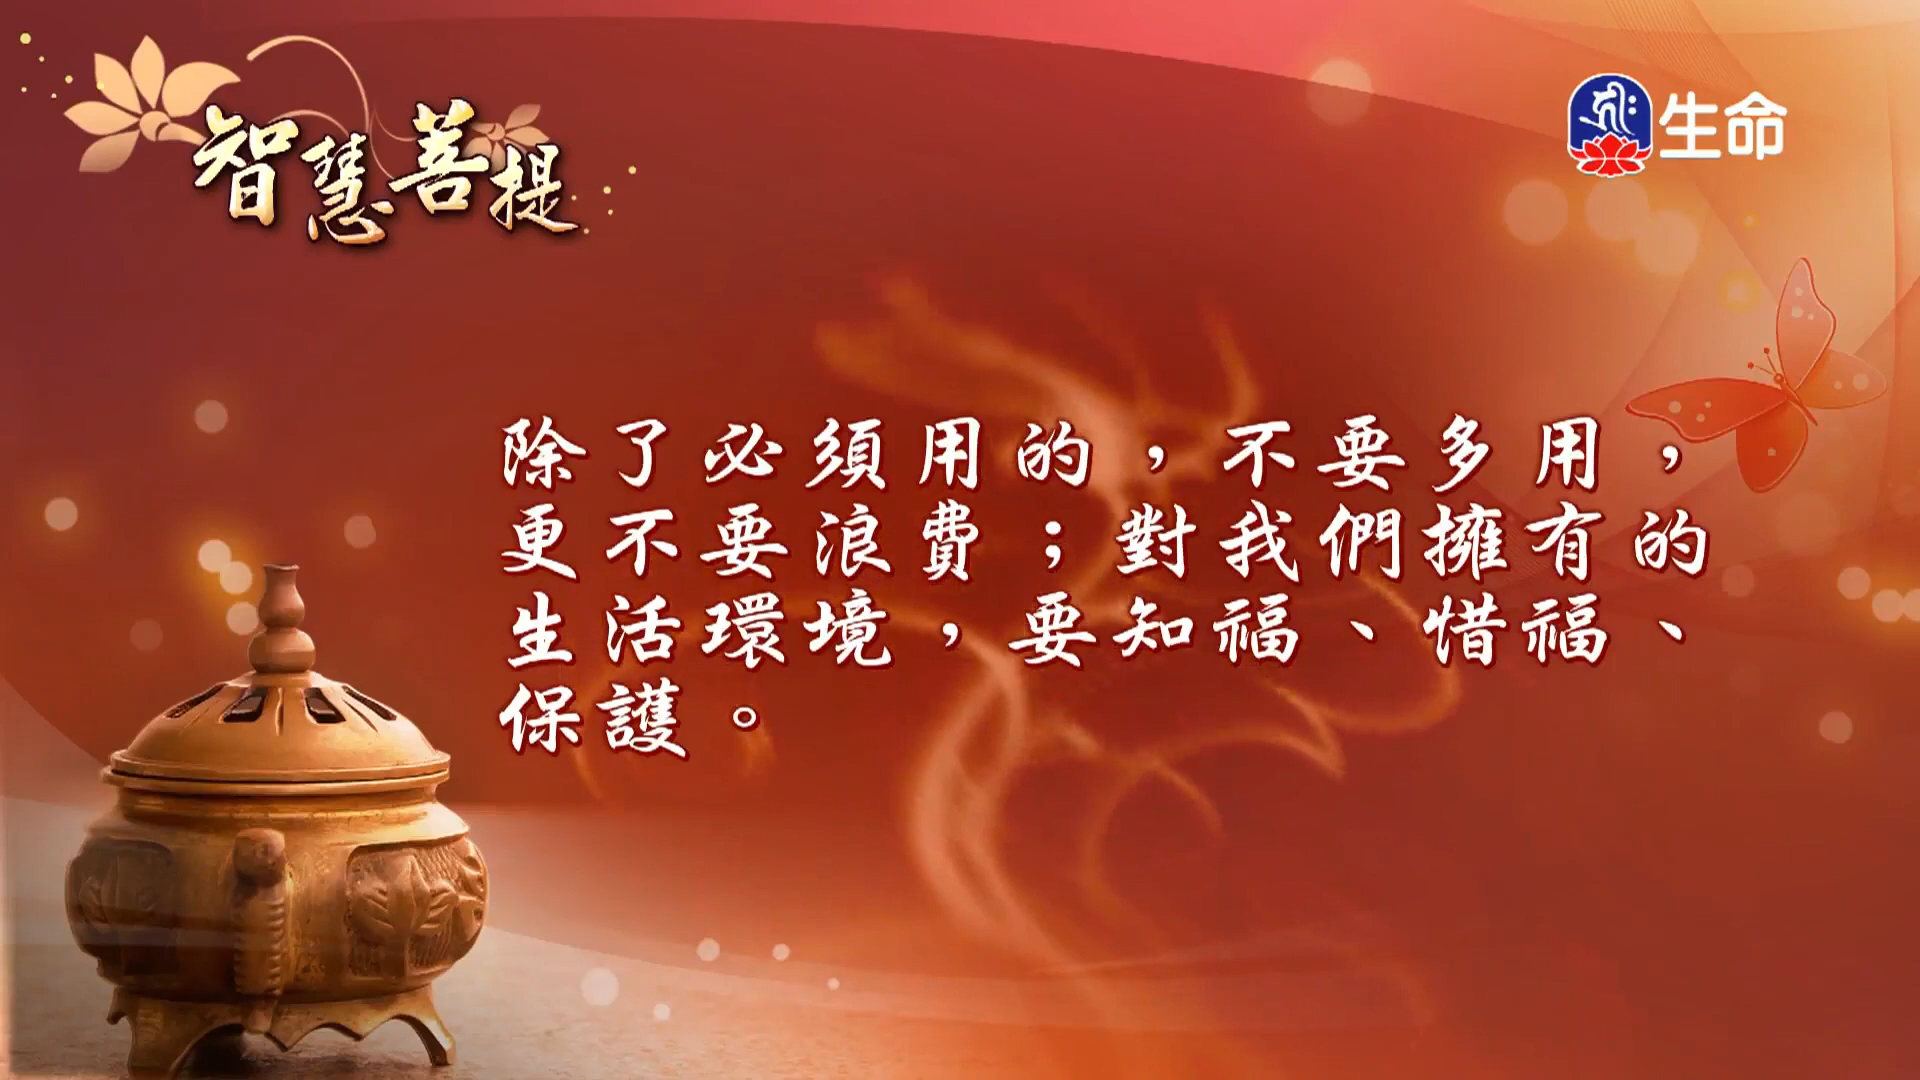 智慧菩提
生命
除了必須用的，不要多用，
更不要浪費；對我們擁有的
生活環境，要知福、惜福、
保護。